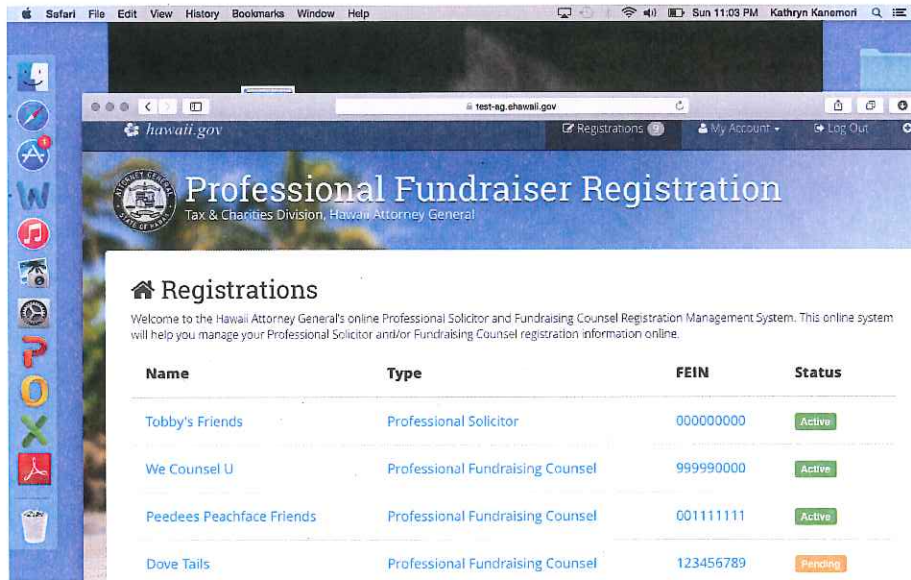 Safari File Edit View History Bookmarks Window Help Sun 11:03 PM Kathryn Kanemori
test-ag.ehawaii.gov
hawaii.gov Registrations 9 My Account Log Out
Professional Fundraiser Registration
Tax & Charities Division, Hawaii Attorney General
ATTORNEY GENERAL
STATE OF HAWAII
Registrations
Welcome to the Hawaii Attorney General's online Professional Solicitor and Fundraising Counsel Registration Management System. This online system
will help you manage your Professional Solicitor and/or Fundraising Counsel registration information online.
Name Type FEIN Status
Tobby's Friends Professional Solicitor 000000000 Active
We Counsel U Professional Fundraising Counsel 999990000 Active
Peedees Peachface Friends Professional Fundraising Counsel 001111111 Active
Dove Tails Professional Fundraising Counsel 123456789 Pending